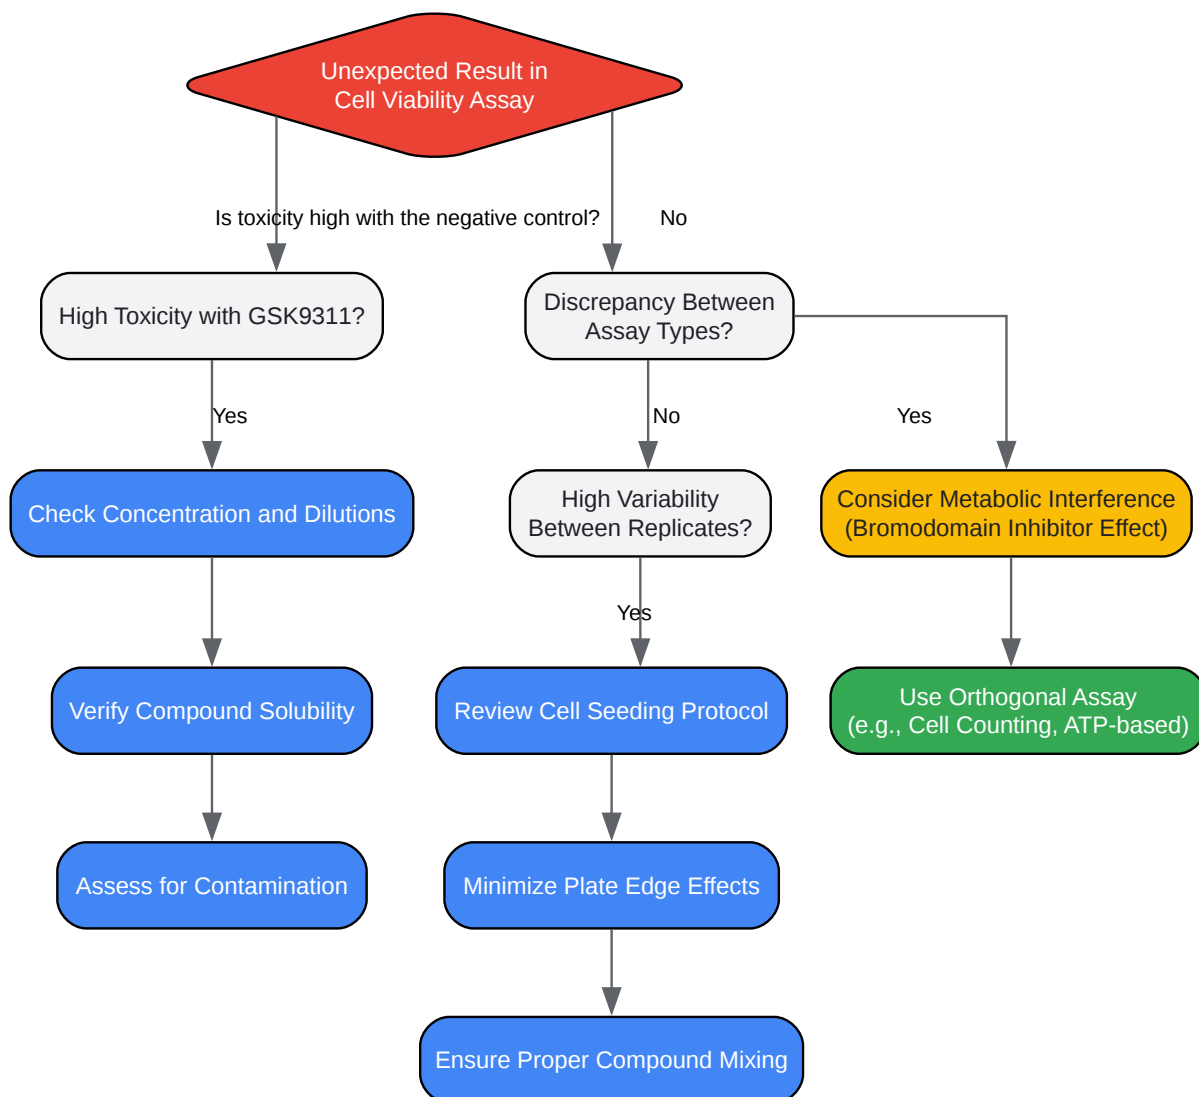 Unexpected Result in
Cell Viability Assay
Is toxicity high with the negative control?
No
High Toxicity with GSK9311?
Discrepancy Between
Assay Types?
Yes
No
Yes
Check Concentration and Dilutions
High Variability
Between Replicates?
Consider Metabolic Interference
(Bromodomain Inhibitor Effect)
Yes
Verify Compound Solubility
Review Cell Seeding Protocol
Use Orthogonal Assay
(e.g., Cell Counting, ATP-based)
Assess for Contamination
Minimize Plate Edge Effects
Ensure Proper Compound Mixing